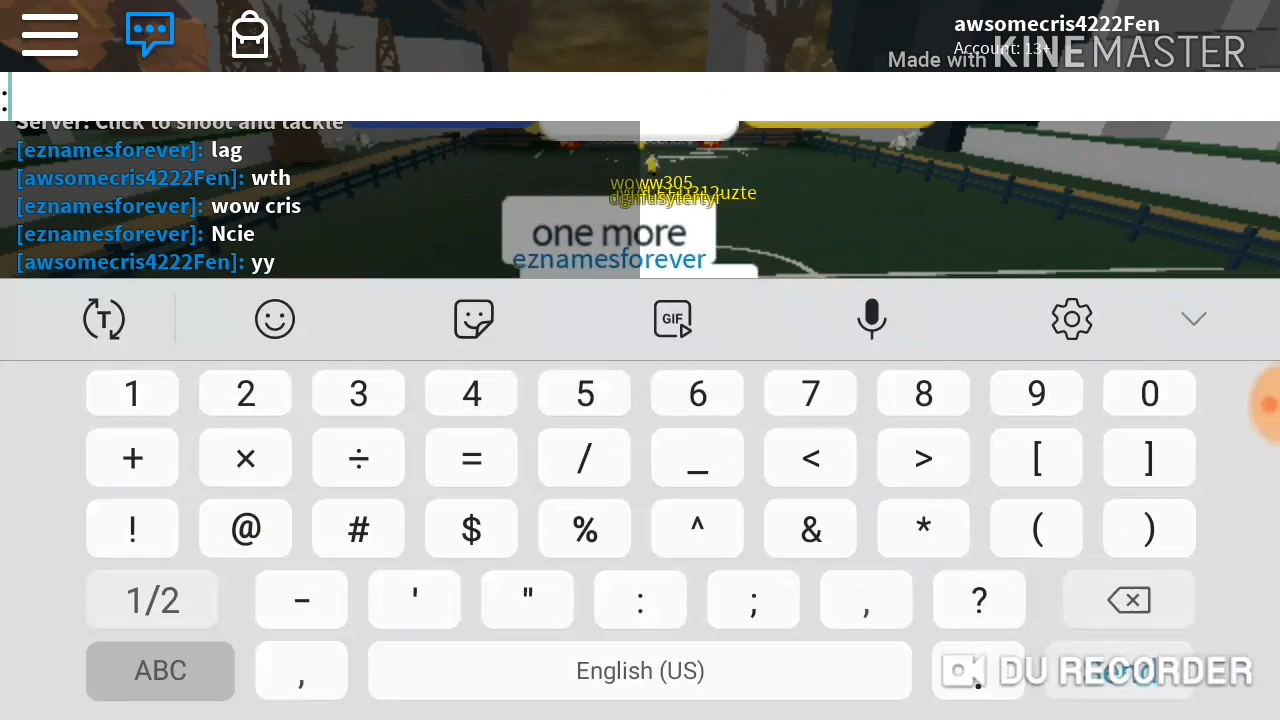 awsomecris4222Fen
Account: 13+
Made with KINEMASTER
:
Server: Click to shoot and tackle
[eznamesforever]: lag
[awsomecris4222Fen]: wth
[eznamesforever]: wow cris
[eznamesforever]: Ncie
[awsomecris4222Fen]: yy
one more
eznamesforever
T
GIF
1 2 3 4 5 6 7 8 9 0
+ × ÷ = / _ < > [ ]
! @ # $ % ^ & * ( )
1/2 - ' " : ; , ?
ABC , English (US) .
DU RECORDER